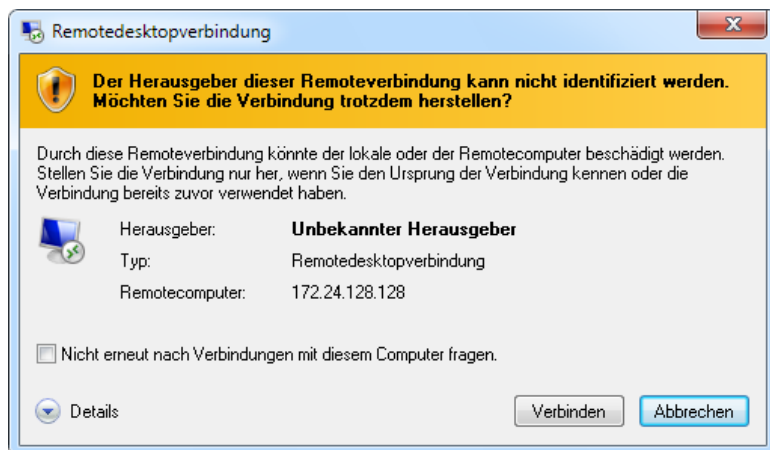 Remotedesktopverbindung
Der Herausgeber dieser Remoteverbindung kann nicht identifiziert werden.
Möchten Sie die Verbindung trotzdem herstellen?
Durch diese Remoteverbindung könnte der lokale oder der Remotecomputer beschädigt werden.
Stellen Sie die Verbindung nur her, wenn Sie den Ursprung der Verbindung kennen oder die
Verbindung bereits zuvor verwendet haben.
Herausgeber: Unbekannter Herausgeber
Typ: Remotedesktopverbindung
Remotecomputer: 172.24.128.128
Nicht erneut nach Verbindungen mit diesem Computer fragen.
Details Verbinden Abbrechen